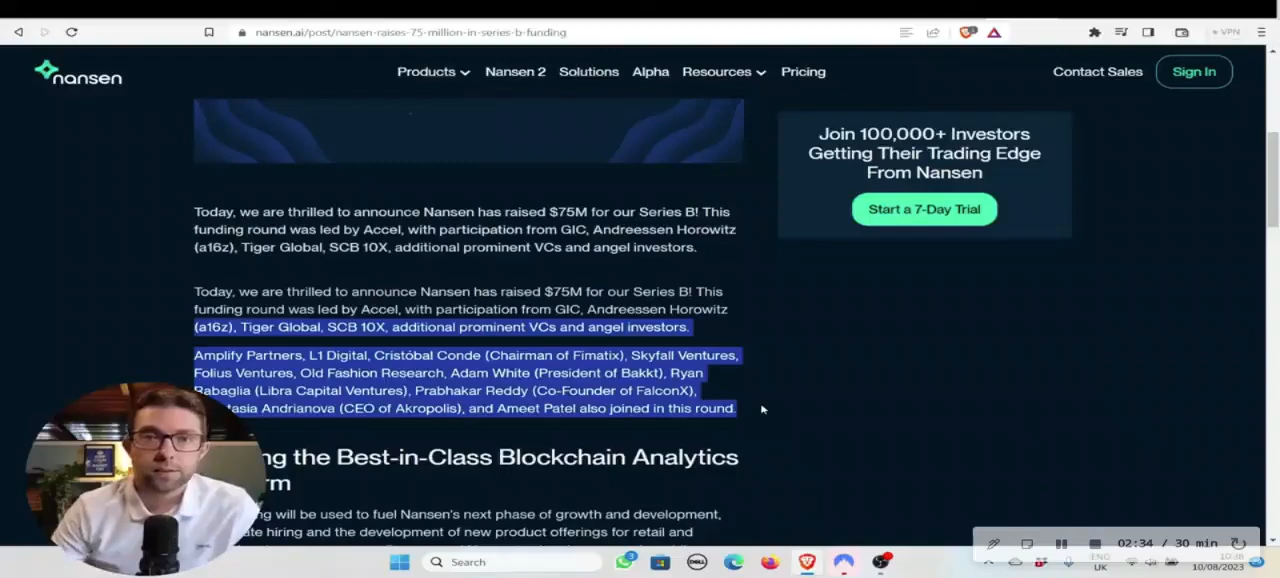 nansen.ai/post/nansen-raises-75-million-in-series-b-funding
VPN
nansen
Products
Nansen 2
Solutions
Alpha
Resources
Pricing
Contact Sales
Sign In
Join 100,000+ Investors
Getting Their Trading Edge
From Nansen
Start a 7-Day Trial
Today, we are thrilled to announce Nansen has raised $75M for our Series B! This
funding round was led by Accel, with participation from GIC, Andreessen Horowitz
(a16z), Tiger Global, SCB 10X, additional prominent VCs and angel investors.
Today, we are thrilled to announce Nansen has raised $75M for our Series B! This
funding round was led by Accel, with participation from GIC, Andreessen Horowitz
(a16z), Tiger Global, SCB 10X, additional prominent VCs and angel investors.
Amplify Partners, L1 Digital, Cristóbal Conde (Chairman of Fimatix), Skyfall Ventures,
Folius Ventures, Old Fashion Research, Adam White (President of Bakkt), Ryan
Rabaglia (Libra Capital Ventures), Prabhakar Reddy (Co-Founder of FalconX),
tasia Andrianova (CEO of Akropolis), and Ameet Patel also joined in this round.
ng the Best-in-Class Blockchain Analytics
rm
ng will be used to fuel Nansen's next phase of growth and development,
te hiring and the development of new product offerings for retail and
02:34 / 30 min
Search
3
DELL
ENG
UK
10:38
10/08/2023